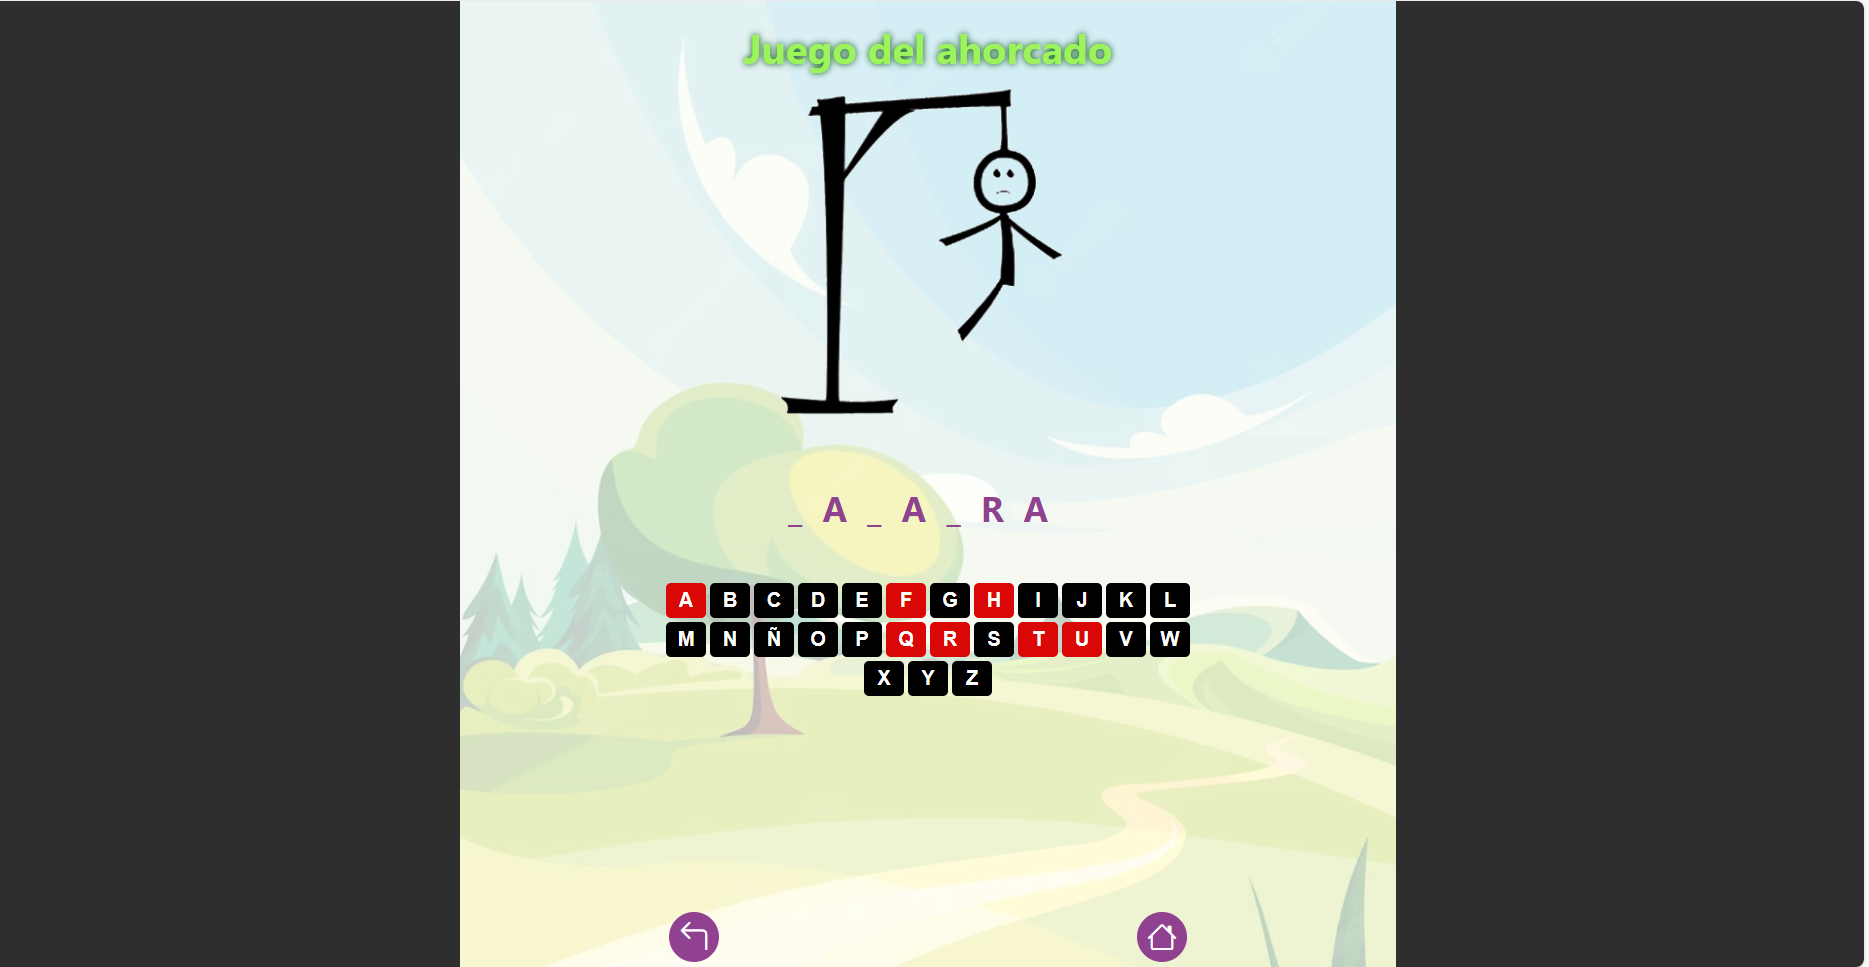 Juego del ahorcado
_ A _ A _ R A
A B C D E F G H I J K L
M N Ñ O P Q R S T U V W
X Y Z